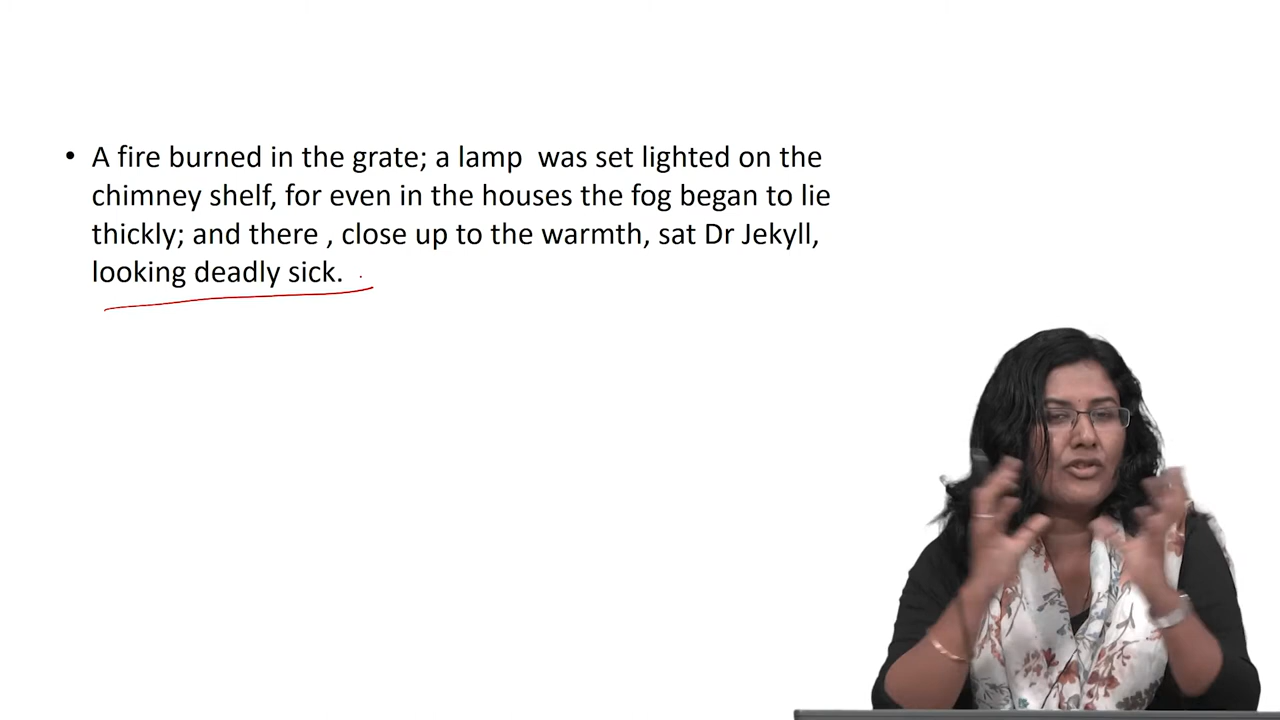 • A fire burned in the grate; a lamp  was set lighted on the
chimney shelf, for even in the houses the fog began to lie
thickly; and there , close up to the warmth, sat Dr Jekyll,
looking deadly sick.